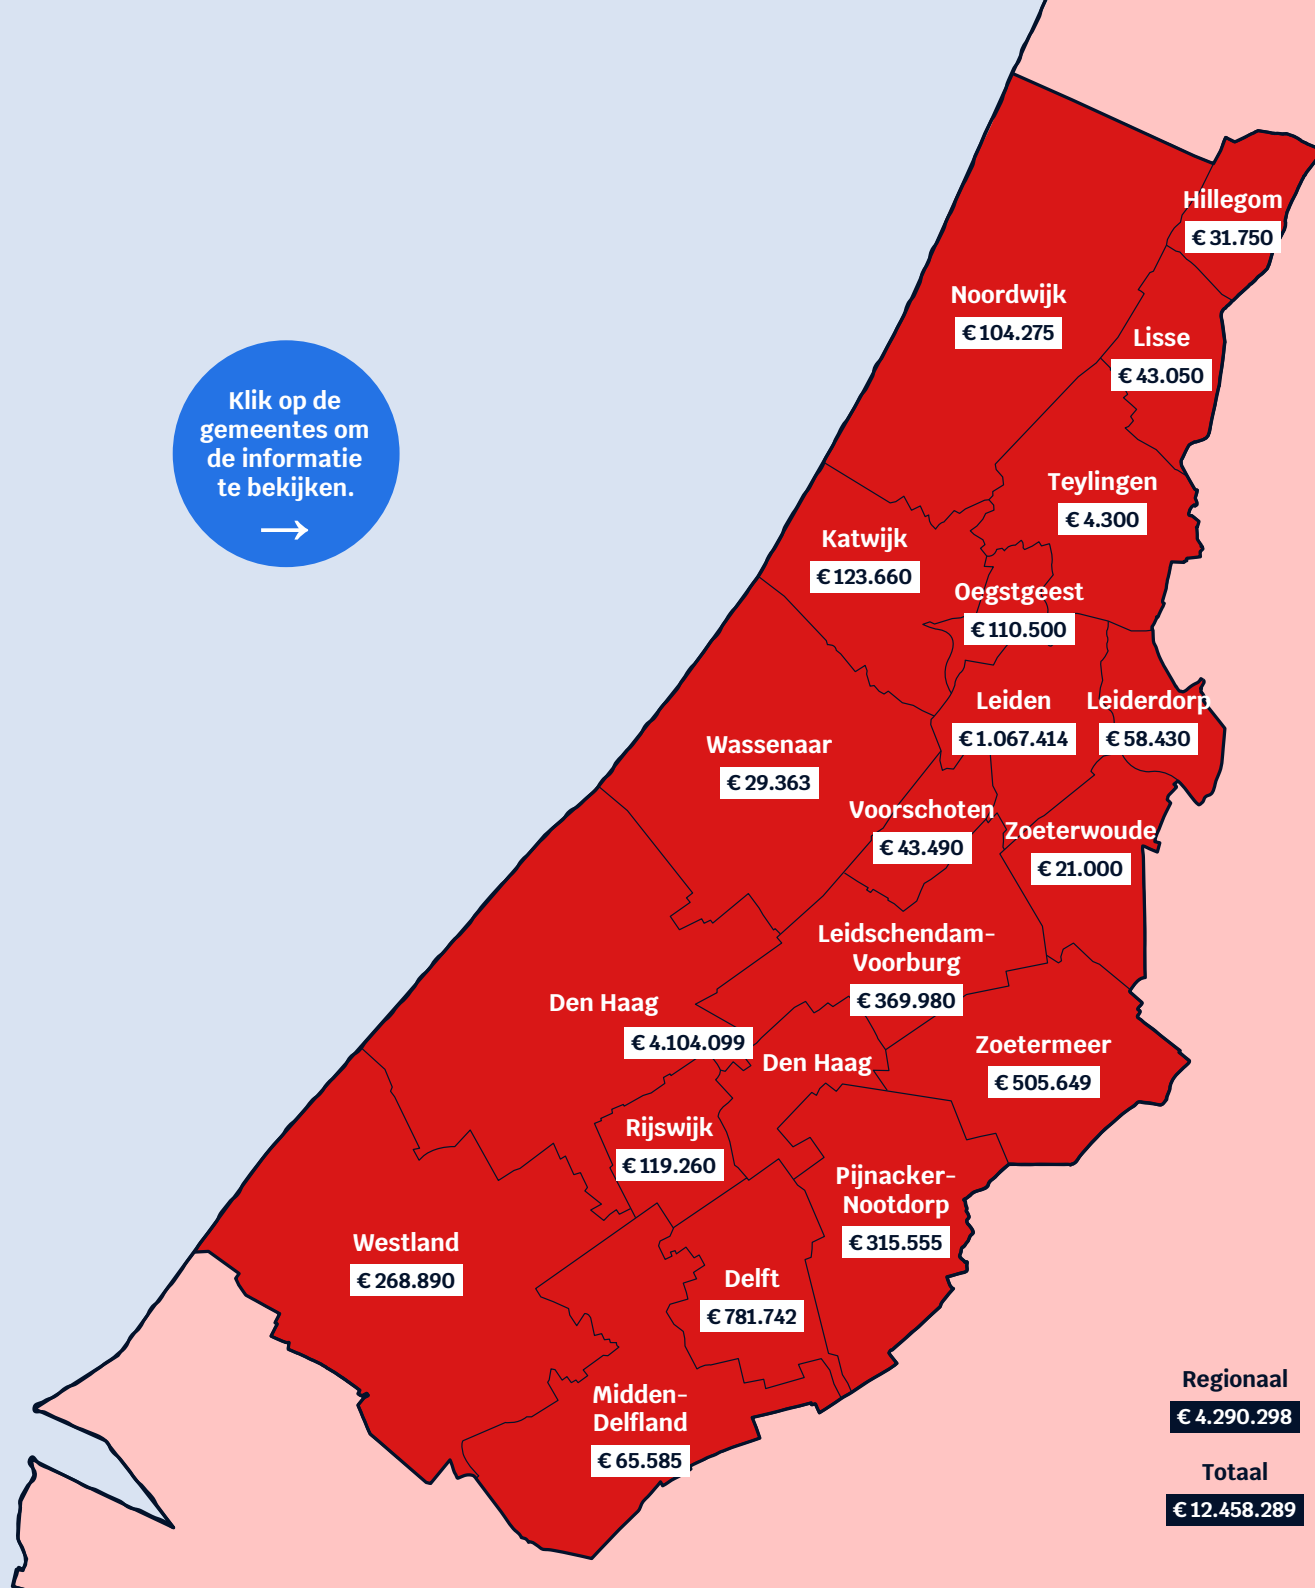 Hillegom
€ 31.750
Noordwijk
€ 104.275
Lisse
€ 43.050
Klik op de
gemeentes om
de informatie
te bekijken.
→
Teylingen
€ 4.300
Katwijk
€ 123.660
Oegstgeest
€ 110.500
Leiden
€ 1.067.414
Leiderdorp
€ 58.430
Wassenaar
€ 29.363
Voorschoten
€ 43.490
Zoeterwoude
€ 21.000
Leidschendam-
Voorburg
€ 369.980
Den Haag
€ 4.104.099
Den Haag
Zoetermeer
€ 505.649
Rijswijk
€ 119.260
Pijnacker-
Nootdorp
€ 315.555
Westland
€ 268.890
Delft
€ 781.742
Midden-
Delfland
€ 65.585
Regionaal
€ 4.290.298
Totaal
€ 12.458.289